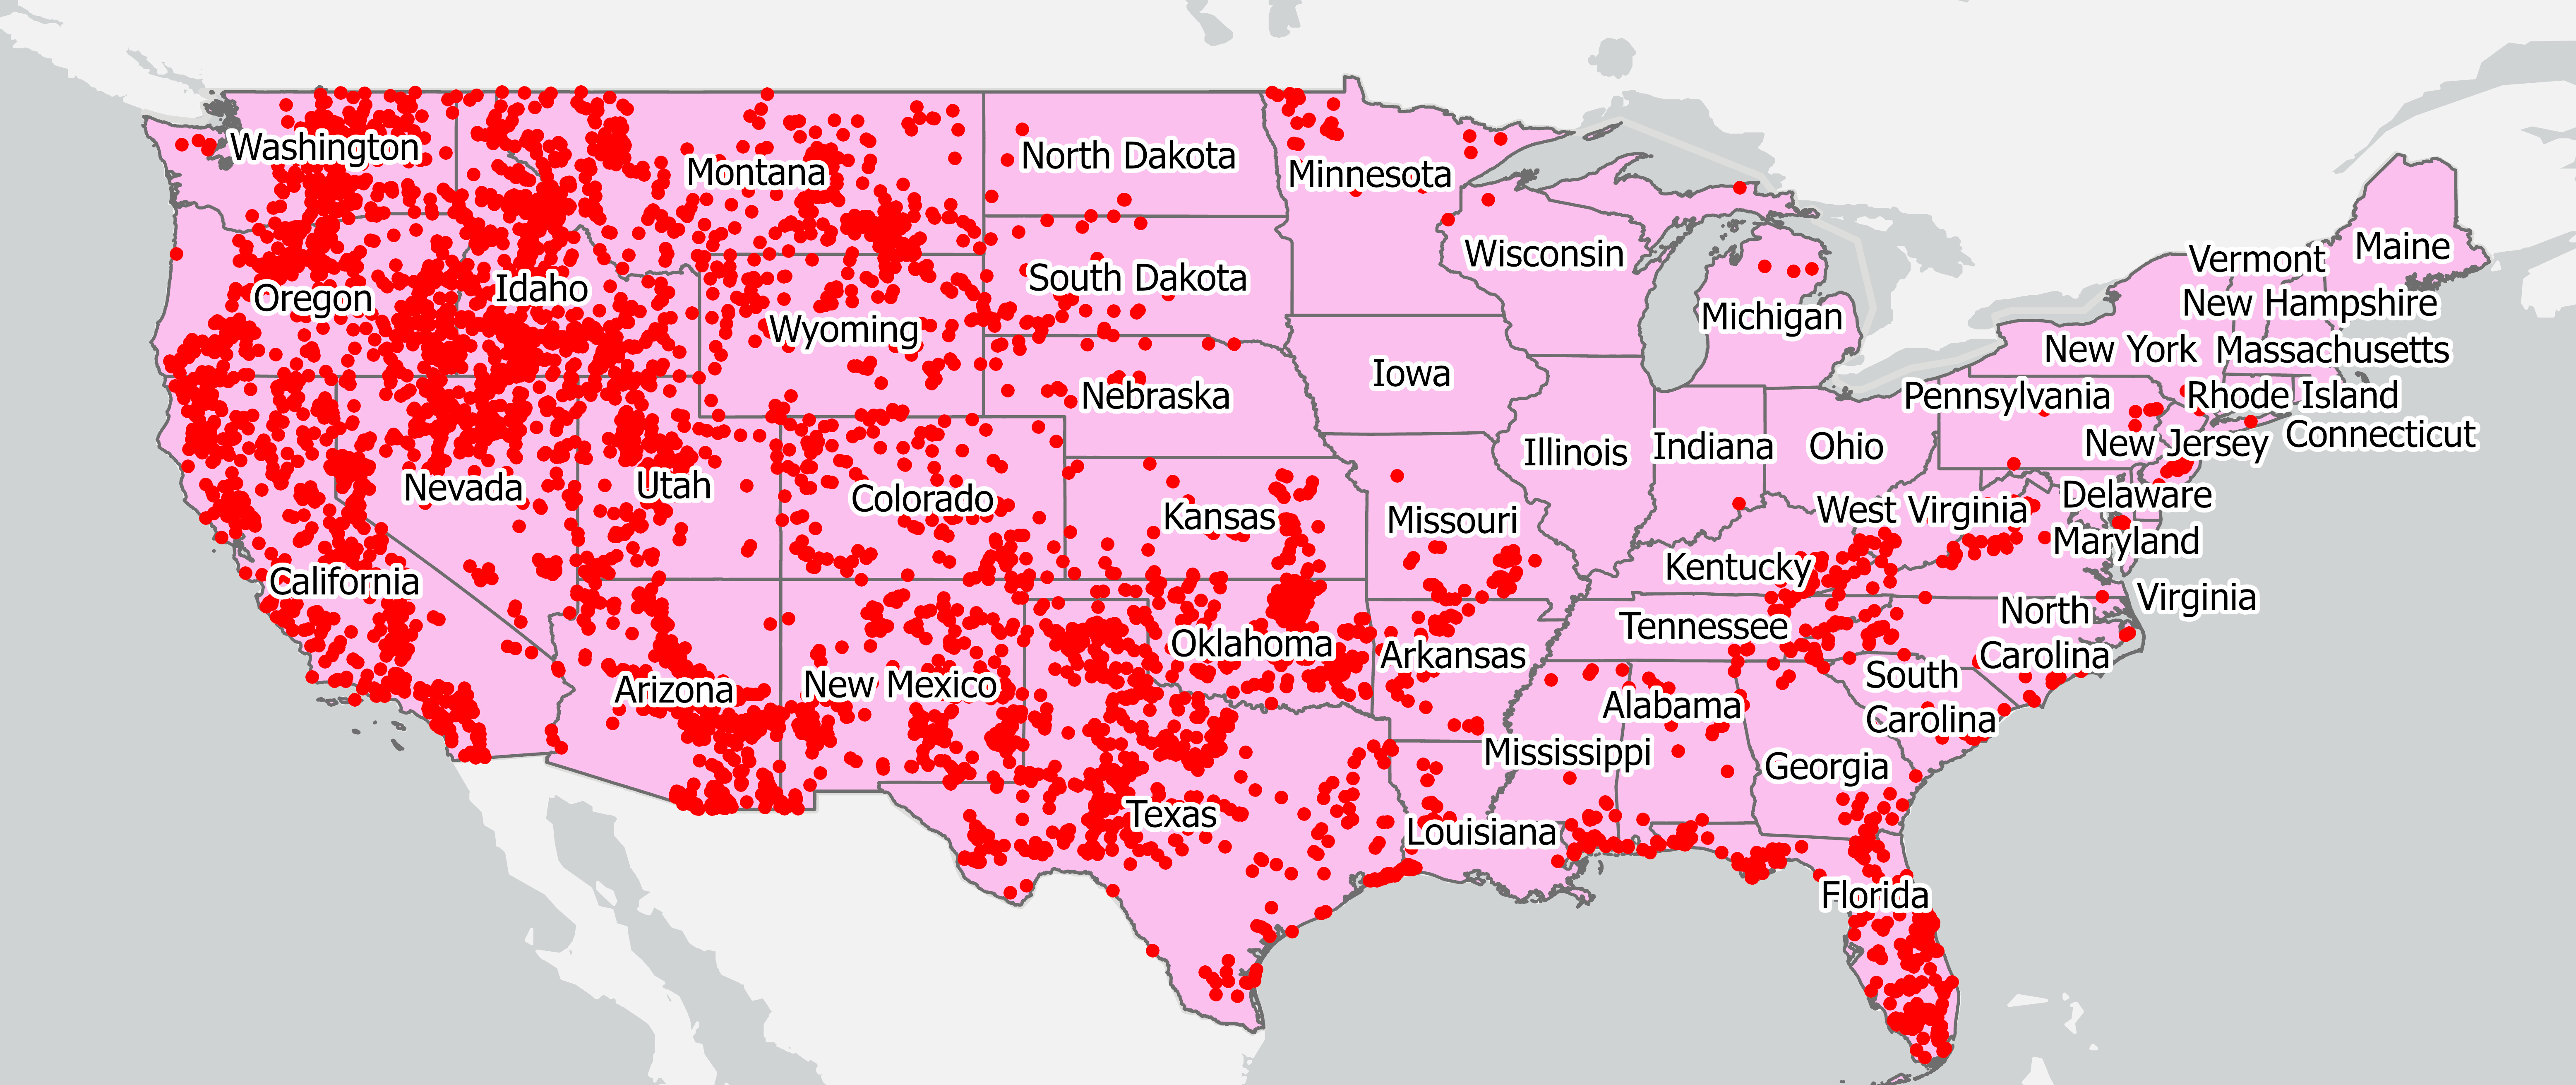 Washington
Montana
North Dakota
Minnesota
Vermont
Maine
Oregon
Idaho
South Dakota
Wisconsin
New Hampshire
Wyoming
Michigan
New York
Massachusetts
Nebraska
Iowa
Pennsylvania
Rhode Island
Nevada
Utah
Colorado
Illinois
Indiana
Ohio
New Jersey
Connecticut
Kansas
Missouri
West Virginia
Delaware
California
Kentucky
Maryland
Arizona
New Mexico
Oklahoma
Arkansas
Tennessee
Virginia
North
Carolina
Alabama
South
Carolina
Texas
Mississippi
Georgia
Louisiana
Florida